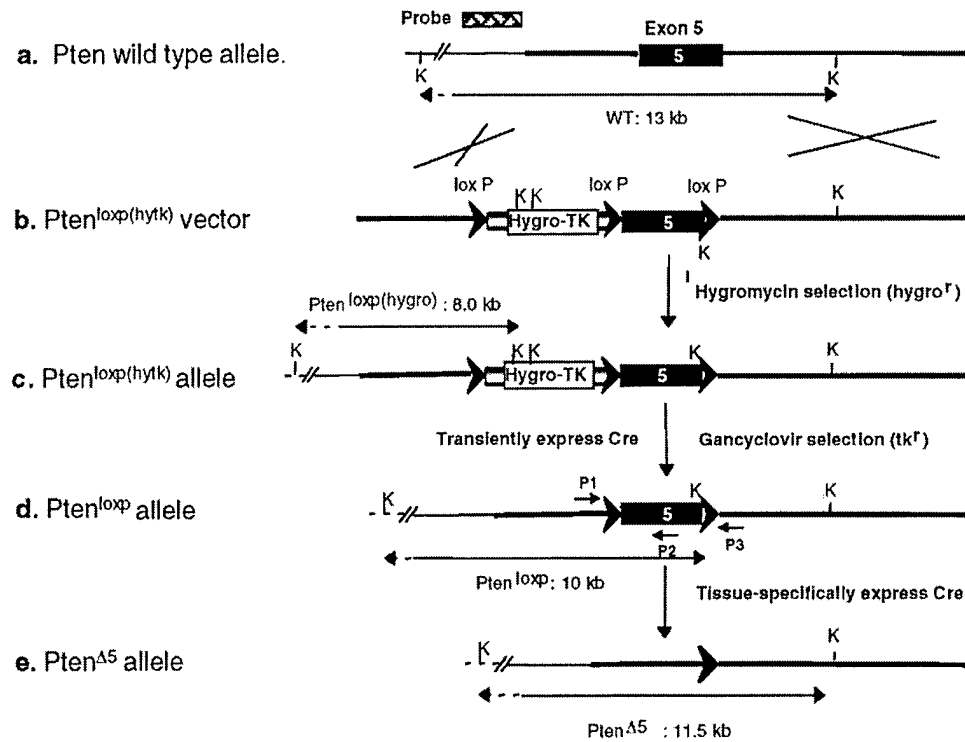 Probe
Exon 5
a. Pten wild type allele.
5
K
K
WT: 13 kb
lox P
lox P
lox P
K K
K
b. Pten^loxp(hytk) vector
Hygro-TK
5
K
Hygromycin selection (hygro^r)
Pten^loxp(hygro) : 8.0 kb
K
K K
K
K
c. Pten^loxp(hytk) allele
Hygro-TK
5
Transiently express Cre
Gancyclovir selection (tk^r)
P1
K
K
K
d. Pten^loxp allele
5
P2
P3
Pten^loxp: 10 kb
Tissue-specifically express Cre
K
K
e. Pten^Δ5 allele
Pten^Δ5 : 11.5 kb